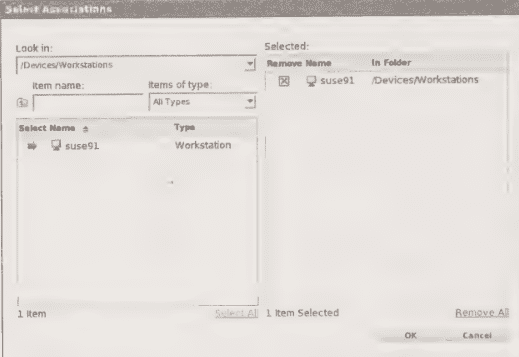 Select Associations
Look in:
/Devices/Workstations
Item name:
Items of type:
All Types
Select Name
Type
suse91
Workstation
1 Item
Select All
Selected:
Remove Name
In Folder
suse91
/Devices/Workstations
1 Item Selected
Remove All
OK
Cancel